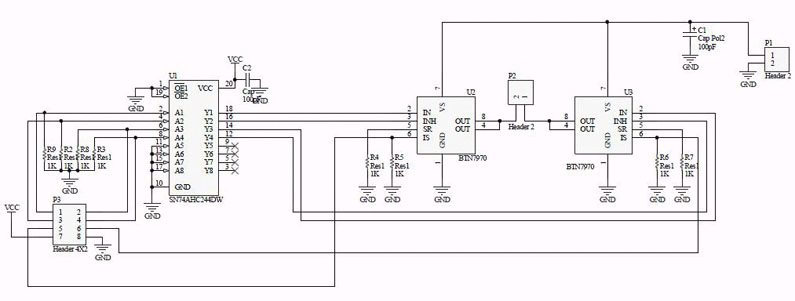 C1
Cap Pol2
100pF
P1
1
2
Header 2
GND
GND
VCC
U1
C2
Cap
GND
1
19
OE1
OE2
VCC
20
GND
2
4
6
8
11
13
15
17
10
A1
A2
A3
A4
A5
A6
A7
A8
GND
Y1
Y2
Y3
Y4
Y5
Y6
Y7
Y8
18
16
14
12
9
7
5
3
SN74AHC244DW
GND
R9
Res1
1K
R2
Res1
1K
R8
Res1
1K
R3
Res1
1K
GND
VCC
P3
1 2
3 4
5 6
7 8
Header 4X2
GND
U2
7
VS
2
3
5
6
IN
INH
SR
IS
OUT
OUT
8
4
GND
1
BTN7970
GND
P2
2 1
Header 2
U3
7
VS
8
4
OUT
OUT
IN
INH
SR
IS
2
3
5
6
GND
1
BTN7970
GND
R4
Res1
1K
GND
R5
Res1
1K
GND
R6
Res1
1K
GND
R7
Res1
1K
GND